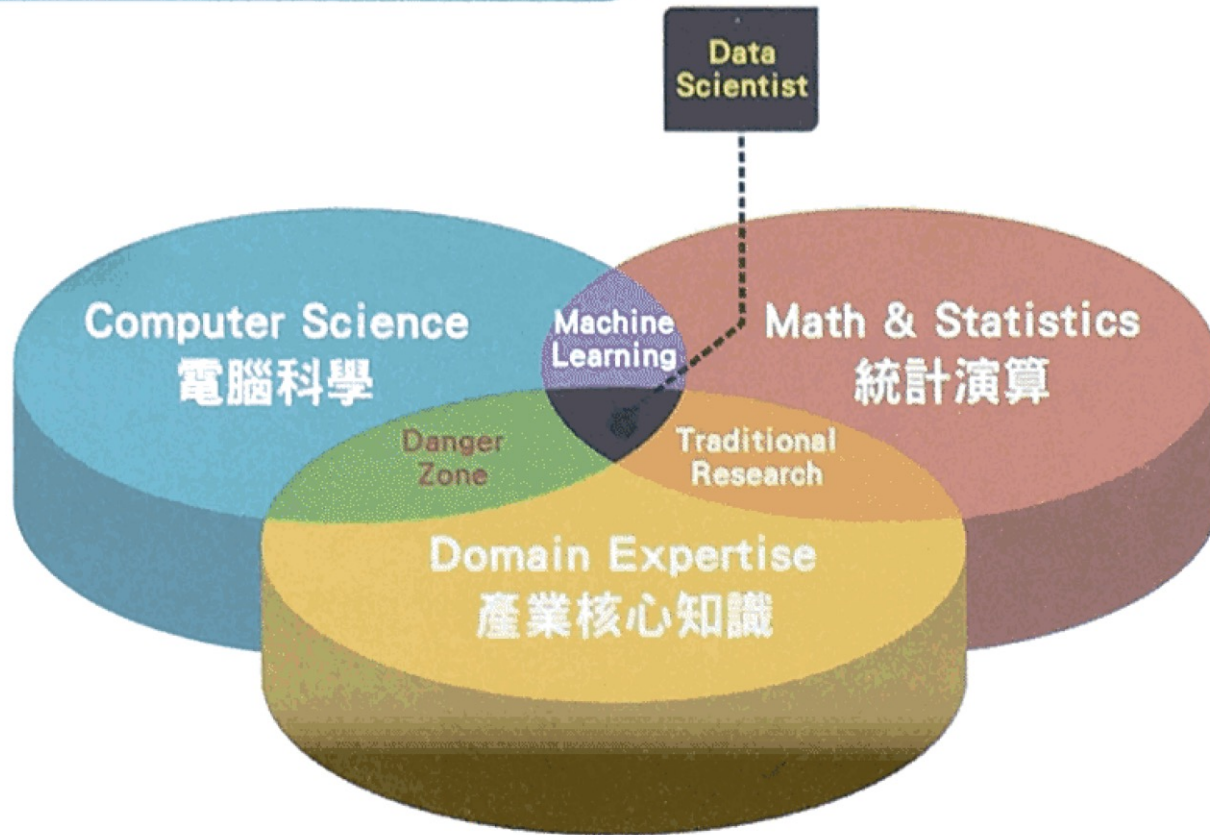 Data
Scientist
Computer Science
電腦科學
Machine
Learning
Math & Statistics
統計演算
Danger
Zone
Traditional
Research
Domain Expertise
產業核心知識